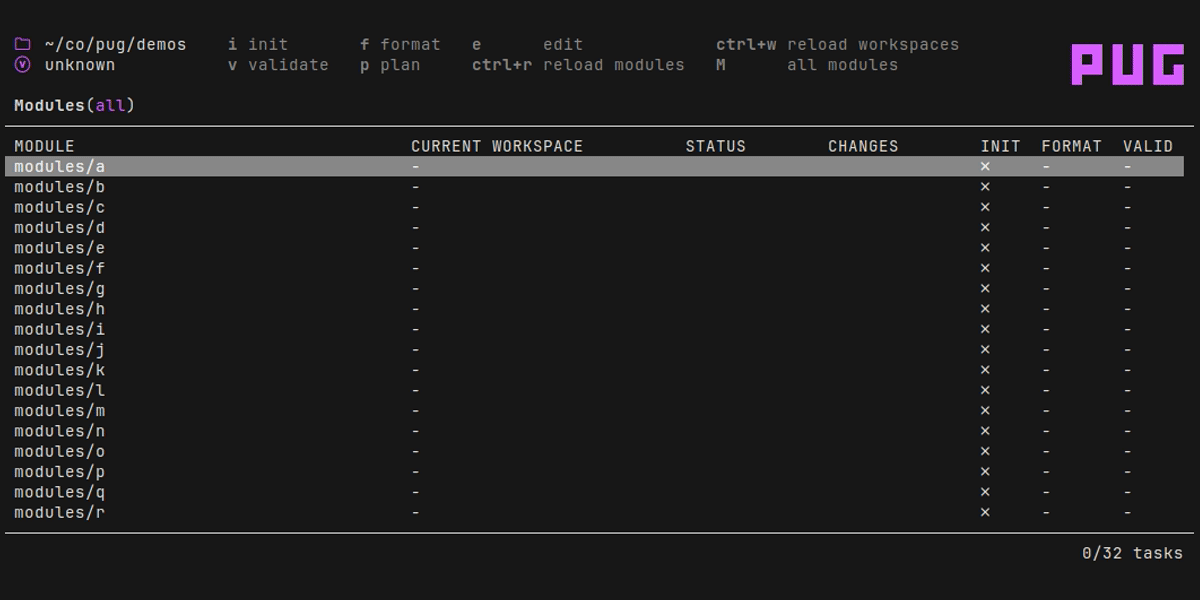 ~/co/pug/demos i init f format e edit ctrl+w reload workspaces
v unknown v validate p plan ctrl+r reload modules M all modules
PUG
Modules(all)
MODULE CURRENT WORKSPACE STATUS CHANGES INIT FORMAT VALID
modules/a - × - -
modules/b - × - -
modules/c - × - -
modules/d - × - -
modules/e - × - -
modules/f - × - -
modules/g - × - -
modules/h - × - -
modules/i - × - -
modules/j - × - -
modules/k - × - -
modules/l - × - -
modules/m - × - -
modules/n - × - -
modules/o - × - -
modules/p - × - -
modules/q - × - -
modules/r - × - -
0/32 tasks